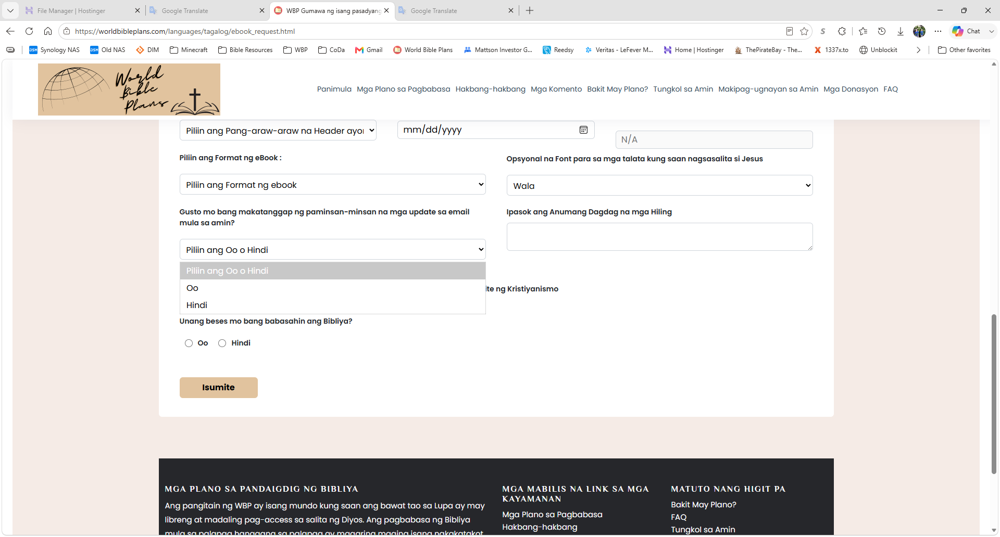 File Manager | Hostinger
Google Translate
WBP Gumawa ng isang pasadyang
Google Translate
https://worldbibleplans.com/languages/tagalog/ebook_request.html
Chat
Synology NAS
Old NAS
DIM
Minecraft
Bible Resources
WBP
CoDa
Gmail
World Bible Plans
Mattson Investor G...
Reedsy
Veritas - LeFever M...
Home | Hostinger
ThePirateBay - The...
1337x.to
Unblockit
Other favorites
World
Bible
Plans
Panimula Mga Plano sa Pagbabasa Hakbang-hakbang Mga Komento Bakit May Plano? Tungkol sa Amin Makipag-ugnayan sa Amin Mga Donasyon FAQ
Piliin ang Pang-araw-araw na Header ayon
mm/dd/yyyy
N/A
Piliin ang Format ng eBook :
Opsyonal na Font para sa mga talata kung saan nagsasalita si Jesus
Piliin ang Format ng ebook
Wala
Gusto mo bang makatanggap ng paminsan-minsan na mga update sa email
mula sa amin?
Ipasok ang Anumang Dagdag na mga Hiling
Piliin ang Oo o Hindi
Piliin ang Oo o Hindi
Oo
Hindi
ite ng Kristiyanismo
Unang beses mo bang babasahin ang Bibliya?
Oo Hindi
Isumite
MGA PLANO SA PANDAIGDIG NG BIBLIYA
Ang pangitain ng WBP ay isang mundo kung saan ang bawat tao sa Lupa ay may
libreng at madaling pag-access sa salita ng Diyos. Ang pagbabasa ng Bibliya
mula sa palapag hanggang sa palapag ay magaring maging isang nakakatakot
MGA MABILIS NA LINK SA MGA
KAYAMANAN
Mga Plano sa Pagbabasa
Hakbang-hakbang
MATUTO NANG HIGIT PA
Bakit May Plano?
FAQ
Tungkol sa Amin